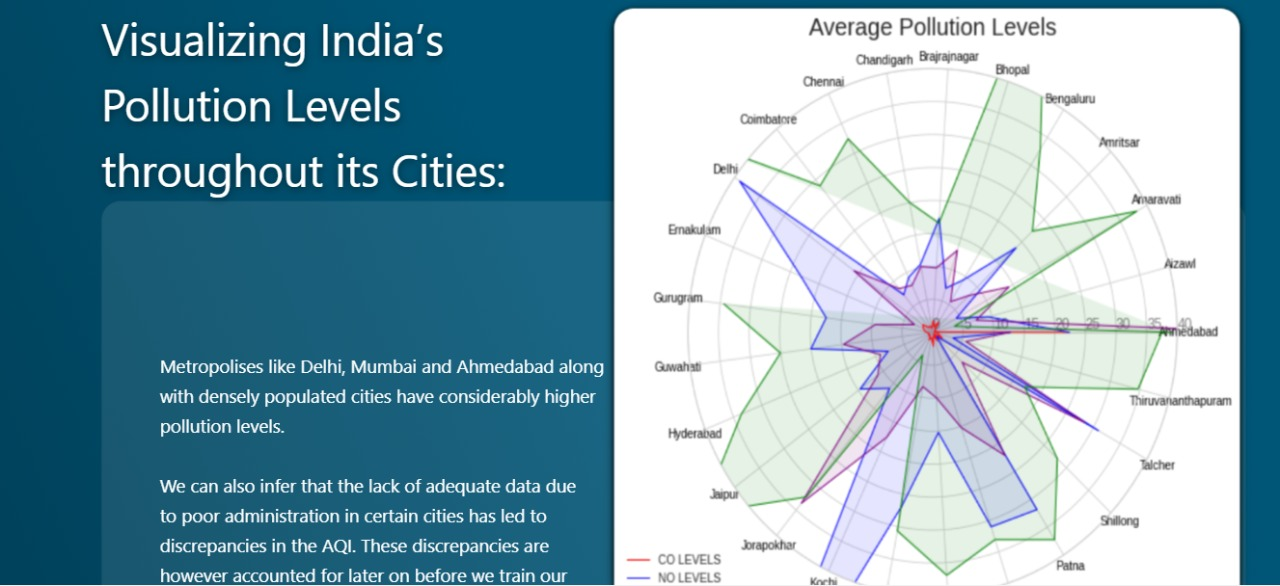 Visualizing India’s
Pollution Levels
throughout its Cities:
Metropolises like Delhi, Mumbai and Ahmedabad along
with densely populated cities have considerably higher
pollution levels.
We can also infer that the lack of adequate data due
to poor administration in certain cities has led to
discrepancies in the AQI. These discrepancies are
however accounted for later on before we train our
Average Pollution Levels
Brajrajnagar
Chandigarh
Bhopal
Chennai
Bengaluru
Coimbatore
Amritsar
Delhi
Amaravati
Ernakulam
Aizawl
Gurugram
0 5 10 15 20 25 30 35 40
Ahmedabad
Guwahati
Thiruvananthapuram
Hyderabad
Talcher
Jaipur
Shillong
Jorapokhar
Patna
Kochi
CO LEVELS
NO LEVELS